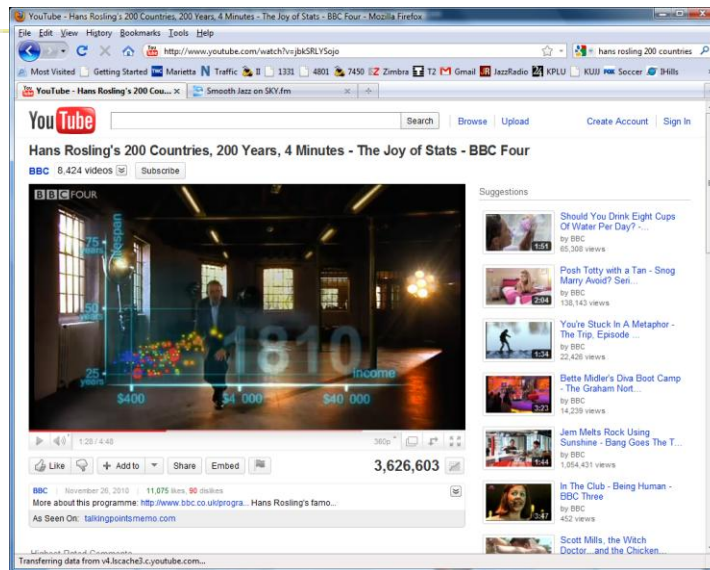 YouTube - Hans Rosling's 200 Countries, 200 Years, 4 Minutes - The Joy of Stats - BBC Four - Mozilla Firefox
File Edit View History Bookmarks Tools Help
http://www.youtube.com/watch?v=jbkSRLYSojo
hans rosling 200 countries
Most Visited Getting Started Marietta Traffic II 1331 4801 7450 Zimbra T2 Gmail JazzRadio KPLU KUJJ Soccer IHills
YouTube - Hans Rosling's 200 Cou... Smooth Jazz on SKY.fm
YouTube Search Browse Upload Create Account Sign In
Hans Rosling's 200 Countries, 200 Years, 4 Minutes - The Joy of Stats - BBC Four
BBC 8,424 videos Subscribe
BBC FOUR
lifespan
75
years
50
years
25
years
1810
income
$400 $4 000 $40 000
1:28 / 4:48 360p
Like Add to Share Embed 3,626,603
BBC November 26, 2010 11,075 likes, 90 dislikes
More about this programme: http://www.bbc.co.uk/progra... Hans Rosling's famo...
As Seen On: talkingpointsmemo.com
Highest Rated Comments
Suggestions
Should You Drink Eight Cups
Of Water Per Day? -...
by BBC
65,308 views
1:51
Posh Totty with a Tan - Snog
Marry Avoid? Seri...
by BBC
138,143 views
2:04
You're Stuck In A Metaphor -
The Trip, Episode ...
by BBC
22,426 views
1:34
Bette Midler's Diva Boot Camp
- The Graham Nort...
by BBC
14,239 views
3:23
Jem Melts Rock Using
Sunshine - Bang Goes The T...
by BBC
1,054,431 views
1:44
In The Club - Being Human -
BBC Three
by BBC
452 views
3:47
Scott Mills, the Witch
Doctor...and the Chicken...
Transferring data from v4.lscache3.c.youtube.com...